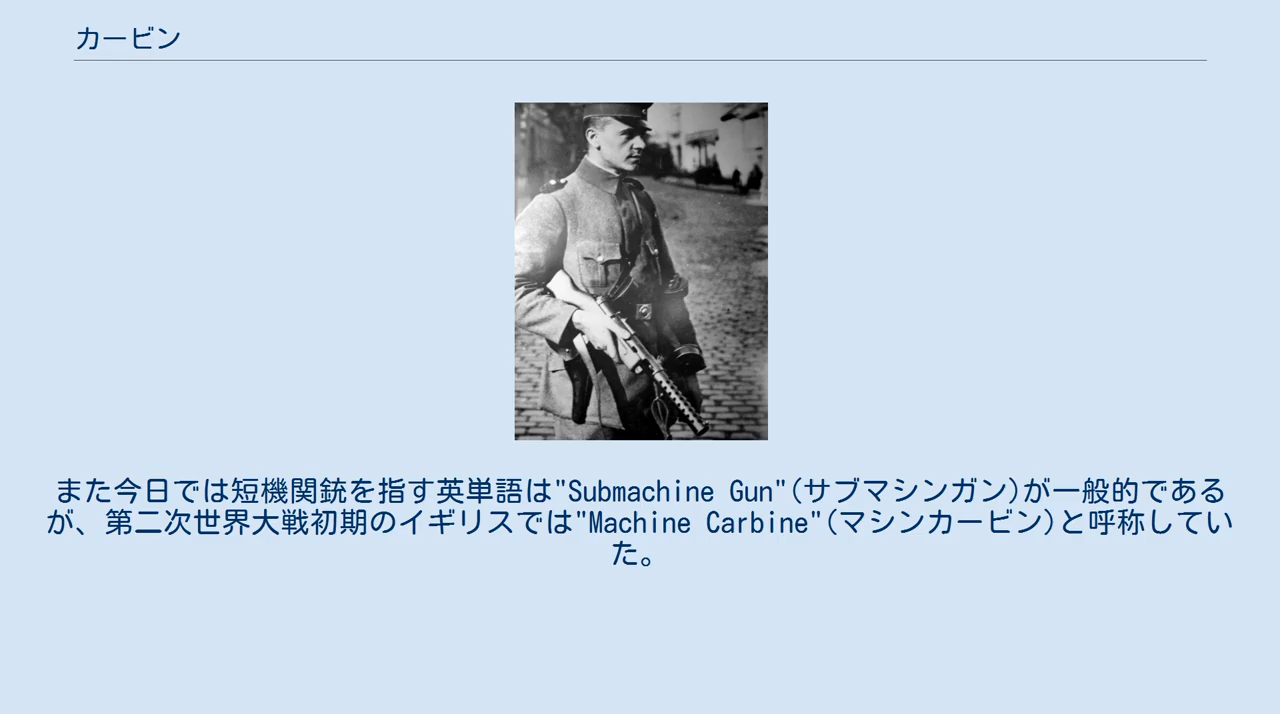 カービン
また今日では短機関銃を指す英単語は"Submachine Gun"(サブマシンガン)が一般的である
が、第二次世界大戦初期のイギリスでは"Machine Carbine"(マシンカービン)と呼称してい
た。